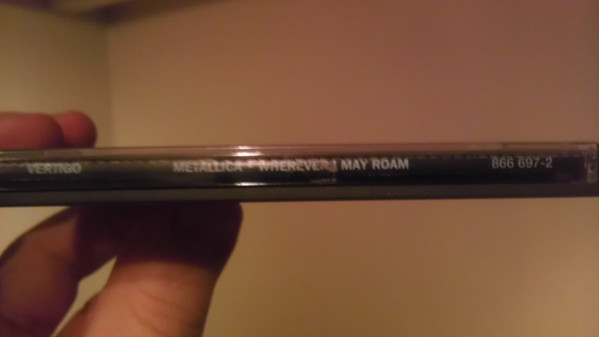 VERTIGO METALLICA • WHEREVER I MAY ROAM 866 697-2